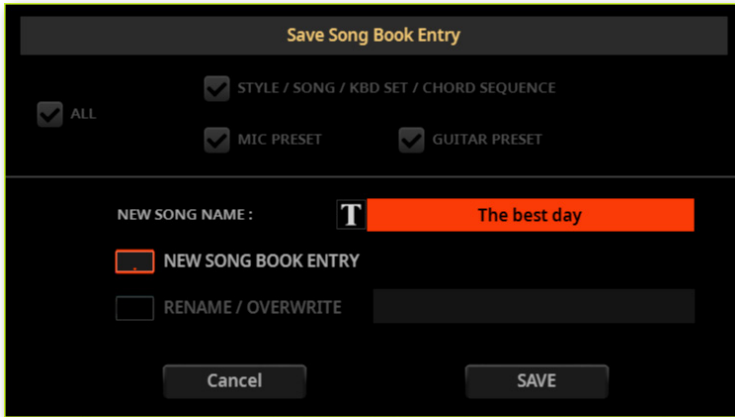 Save Song Book Entry
STYLE / SONG / KBD SET / CHORD SEQUENCE
ALL
MIC PRESET GUITAR PRESET
NEW SONG NAME : T The best day
NEW SONG BOOK ENTRY
RENAME / OVERWRITE
Cancel SAVE